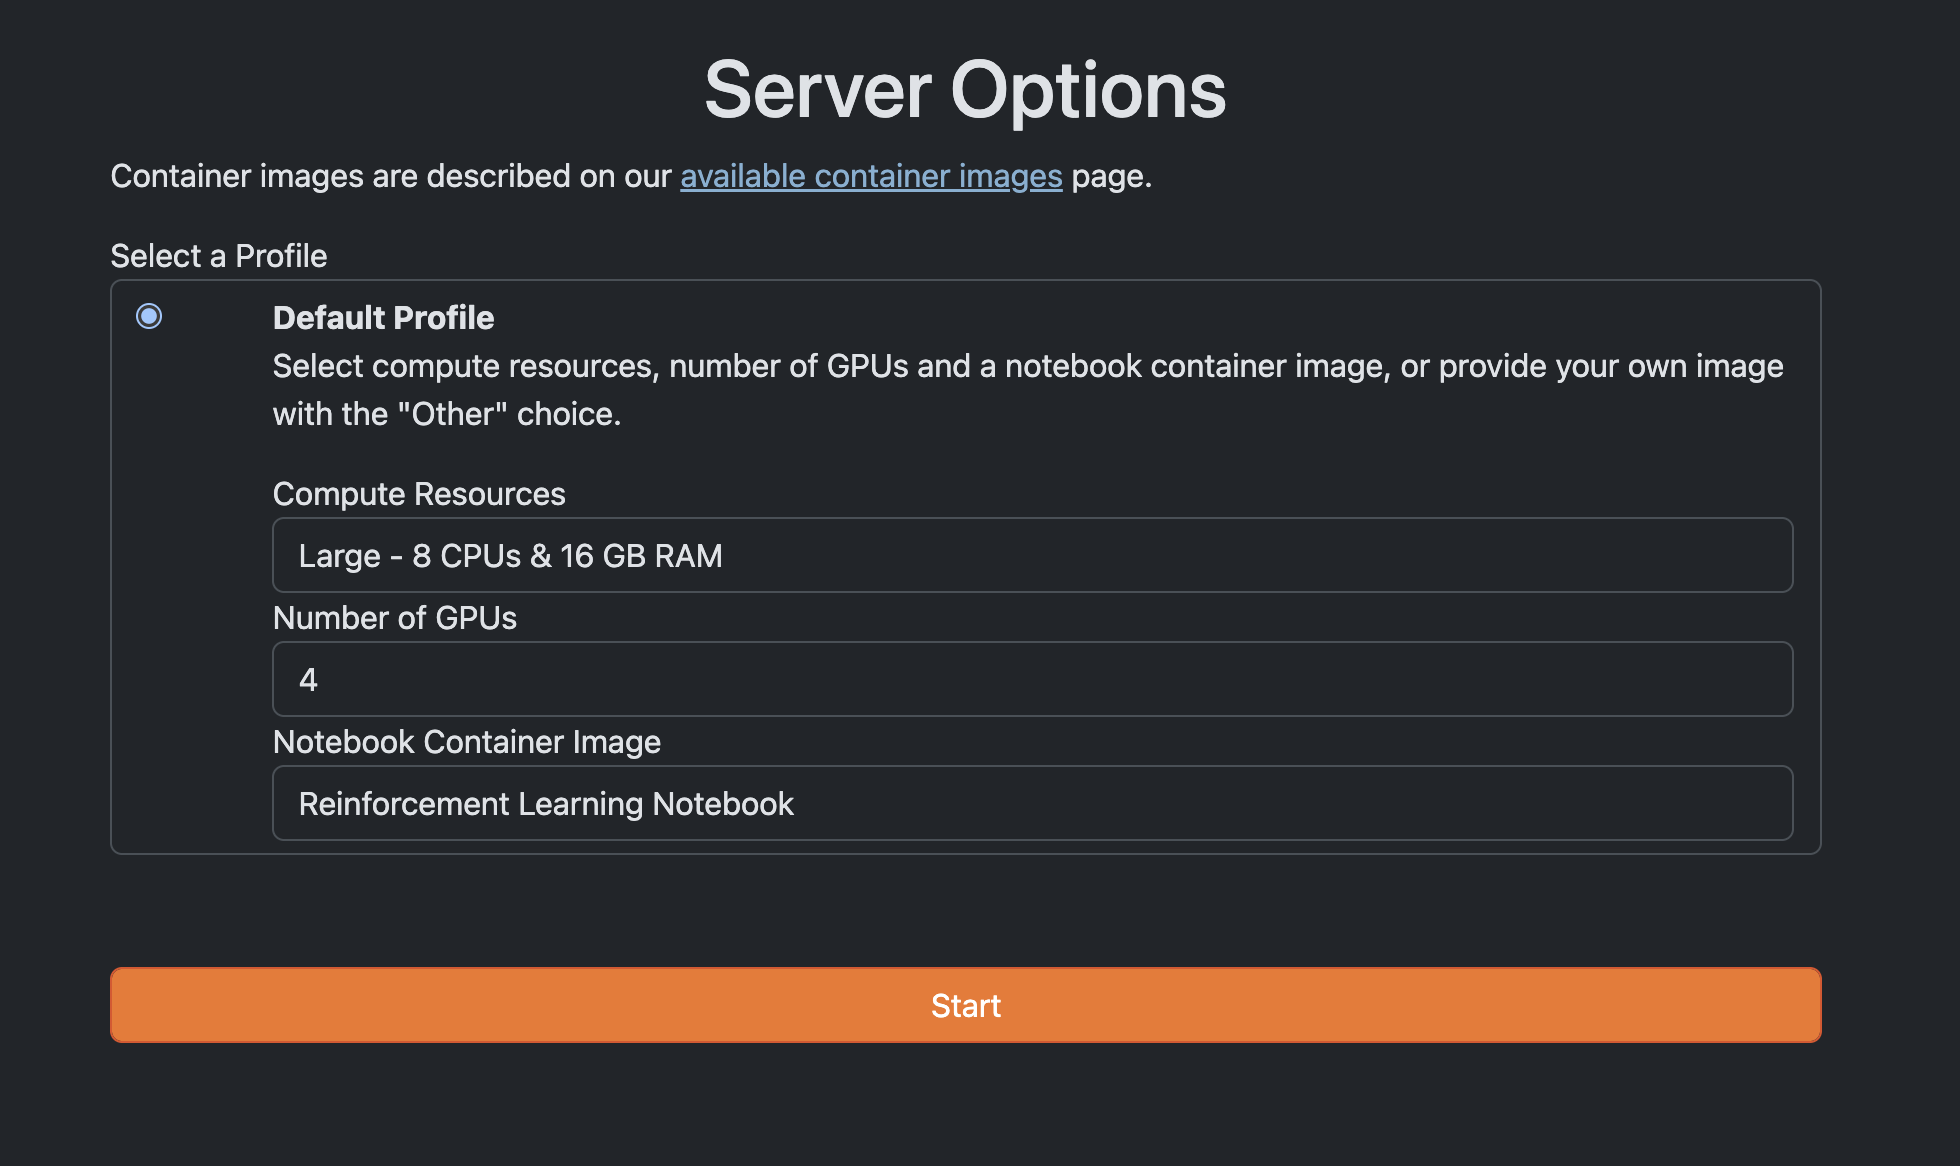 Server Options
Container images are described on our available container images page.
Select a Profile
Default Profile
Select compute resources, number of GPUs and a notebook container image, or provide your own image
with the "Other" choice.
Compute Resources
Large - 8 CPUs & 16 GB RAM
Number of GPUs
4
Notebook Container Image
Reinforcement Learning Notebook
Start